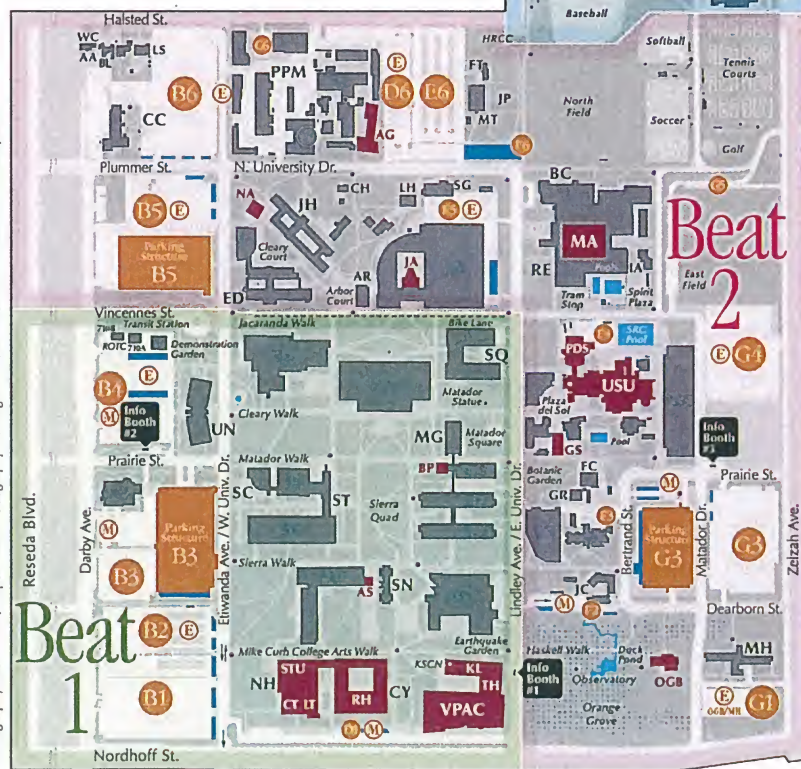 Halsted St.
Baseball
WC
AA
BL
LS
HRCC
Softball
B6
E
PPM
E
D6
E6
FT
JP
MT
Tennis
Courts
North
Field
CC
AG
Soccer
Golf
Plummer St.
N. University Dr.
F6
BC
G5
B5
E
NA
JH
CH
LH
SG
E5
E
MA
Beat
2
Parking
Structure
B5
Cleary
Court
JA
AR
RE
IA
East
Field
ED
Arbor
Court
Tram
Stop
Spirit
Plaza
Vincennes St.
710B
Transit Station
Jacaranda Walk
Bike Lane
SRC
Pool
ROTC
710A
Demonstration
Garden
SQ
PDS
USU
E
G4
B4
E
M
Info
Booth
#2
UN
Cleary Walk
Matador
Statue
Plaza
del Sol
MG
Matador
Square
GS
Pool
Info
Booth
#3
Prairie St.
Matador Walk
BP
Botanic
Garden
FC
M
Prairie St.
SC
ST
Sierra
Quad
GR
Reseda Blvd.
Darby Ave.
M
Parking
Structure
B3
Etiwanda Ave. / W. Univ. Dr.
Lindley Ave. / E. Univ. Dr.
Bertrand St.
Parking
Structure
G3
Matador Dr.
G3
Zelzah Ave.
B3
Sierra Walk
AS
SN
JC
M
Dearborn St.
Beat
1
B2
E
Earthquake
Garden
Mike Curb College Arts Walk
KSCN
KL
Haskell Walk
Duck
Pond
MH
NH
STU
CT
LT
RH
CY
TH
VPAC
Info
Booth
#1
Observatory
OGB
B1
Orange
Grove
E
OGB/MH
G1
M
Nordhoff St.